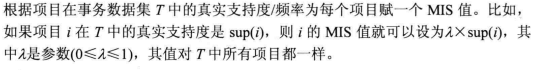 根据项目在事务数据集 T 中的真实支持度/频率为每个项目赋一个 MIS 值。比如，
如果项目 i 在 T 中的真实支持度是 sup(i)，则 i 的 MIS 值就可以设为λ×sup(i)，其
中λ是参数(0≤λ≤1)，其值对 T 中所有项目都一样。